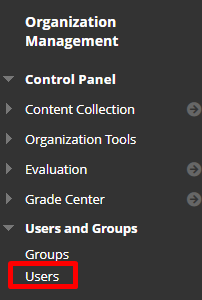 Organization
Management
Control Panel
Content Collection
Organization Tools
Evaluation
Grade Center
Users and Groups
Groups
Users